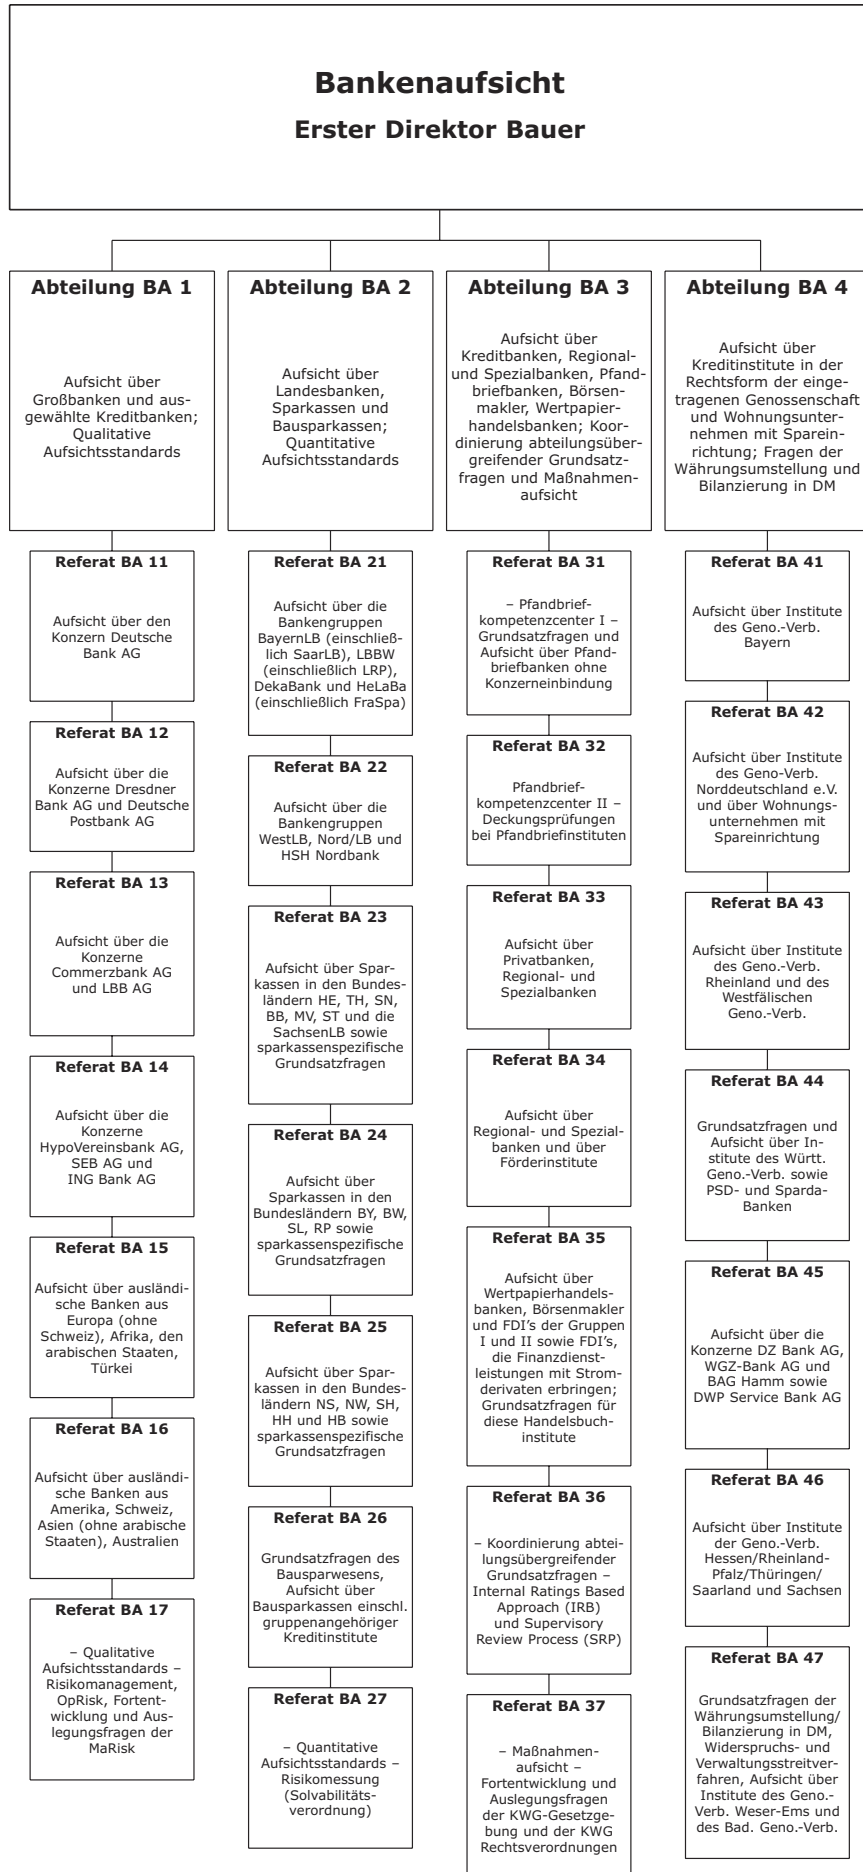 Bankenaufsicht
Erster Direktor Bauer
Abteilung BA 1
Aufsicht über
Großbanken und aus-
gewählte Kreditbanken;
Qualitative
Aufsichtsstandards
Referat BA 11
Aufsicht über den
Konzern Deutsche
Bank AG
Referat BA 12
Aufsicht über die
Konzerne Dresdner
Bank AG und Deutsche
Postbank AG
Referat BA 13
Aufsicht über die
Konzerne
Commerzbank AG
und LBB AG
Referat BA 14
Aufsicht über die
Konzerne
HypoVereinsbank AG,
SEB AG und
ING Bank AG
Referat BA 15
Aufsicht über ausländi-
sche Banken aus
Europa (ohne
Schweiz), Afrika, den
arabischen Staaten,
Türkei
Referat BA 16
Aufsicht über ausländi-
sche Banken aus
Amerika, Schweiz,
Asien (ohne arabische
Staaten), Australien
Referat BA 17
– Qualitative
Aufsichtsstandards –
Risikomanagement,
OpRisk, Fortent-
wicklung und Aus-
legungsfragen der
MaRisk
Abteilung BA 2
Aufsicht über
Landesbanken,
Sparkassen und
Bausparkassen;
Quantitative
Aufsichtsstandards
Referat BA 21
Aufsicht über die
Bankengruppen
BayernLB (einschließ-
lich SaarLB), LBBW
(einschließlich LRP),
DekaBank und HeLaBa
(einschließlich FraSpa)
Referat BA 22
Aufsicht über die
Bankengruppen
WestLB, Nord/LB und
HSH Nordbank
Referat BA 23
Aufsicht über Spar-
kassen in den Bundes-
ländern HE, TH, SN,
BB, MV, ST und die
SachsenLB sowie
sparkassenspezifische
Grundsatzfragen
Referat BA 24
Aufsicht über
Sparkassen in den
Bundesländern BY, BW,
SL, RP sowie
sparkassenspezifische
Grundsatzfragen
Referat BA 25
Aufsicht über Spar-
kassen in den Bundes-
ländern NS, NW, SH,
HH und HB sowie
sparkassenspezifische
Grundsatzfragen
Referat BA 26
Grundsatzfragen des
Bausparwesens,
Aufsicht über
Bausparkassen einschl.
gruppenangehöriger
Kreditinstitute
Referat BA 27
– Quantitative
Aufsichtsstandards –
Risikomessung
(Solvabilitäts-
verordnung)
Abteilung BA 3
Aufsicht über
Kreditbanken, Regional-
und Spezialbanken, Pfand-
briefbanken, Börsen-
makler, Wertpapier-
handelsbanken; Koor-
dinierung abteilungsüber-
greifender Grundsatz-
fragen und Maßnahmen-
aufsicht
Referat BA 31
– Pfandbrief-
kompetenzcenter I –
Grundsatzfragen und
Aufsicht über Pfand-
briefbanken ohne
Konzerneinbindung
Referat BA 32
Pfandbrief-
kompetenzcenter II –
Deckungsprüfungen
bei Pfandbriefinstituten
Referat BA 33
Aufsicht über
Privatbanken,
Regional- und
Spezialbanken
Referat BA 34
Aufsicht über
Regional- und Spezial-
banken und über
Förderinstitute
Referat BA 35
Aufsicht über
Wertpapierhandels-
banken, Börsenmakler
und FDI's der Gruppen
I und II sowie FDI's,
die Finanzdienst-
leistungen mit Strom-
derivaten erbringen;
Grundsatzfragen für
diese Handelsbuch-
institute
Referat BA 36
– Koordinierung abtei-
lungsübergreifender
Grundsatzfragen –
Internal Ratings Based
Approach (IRB)
und Supervisory
Review Process (SRP)
Referat BA 37
– Maßnahmen-
aufsicht –
Fortentwicklung und
Auslegungsfragen
der KWG-Gesetzge-
bung und der KWG
Rechtsverordnungen
Abteilung BA 4
Aufsicht über
Kreditinstitute in der
Rechtsform der einge-
tragenen Genossenschaft
und Wohnungsunter-
nehmen mit Sparein-
richtung; Fragen der
Währungsumstellung und
Bilanzierung in DM
Referat BA 41
Aufsicht über Institute
des Geno.-Verb.
Bayern
Referat BA 42
Aufsicht über Institute
des Geno-Verb.
Norddeutschland e.V.
und über Wohnungs-
unternehmen mit
Spareinrichtung
Referat BA 43
Aufsicht über Institute
des Geno.-Verb.
Rheinland und des
Westfälischen
Geno.-Verb.
Referat BA 44
Grundsatzfragen und
Aufsicht über In-
stitute des Württ.
Geno.-Verb. sowie
PSD- und Sparda-
Banken
Referat BA 45
Aufsicht über die
Konzerne DZ Bank AG,
WGZ-Bank AG und
BAG Hamm sowie
DWP Service Bank AG
Referat BA 46
Aufsicht über Institute
der Geno.-Verb.
Hessen/Rheinland-
Pfalz/Thüringen/
Saarland und Sachsen
Referat BA 47
Grundsatzfragen der
Währungsumstellung/
Bilanzierung in DM,
Widerspruchs- und
Verwaltungsstreitver-
fahren, Aufsicht über
Institute des Geno.-
Verb. Weser-Ems und
des Bad. Geno.-Verb.